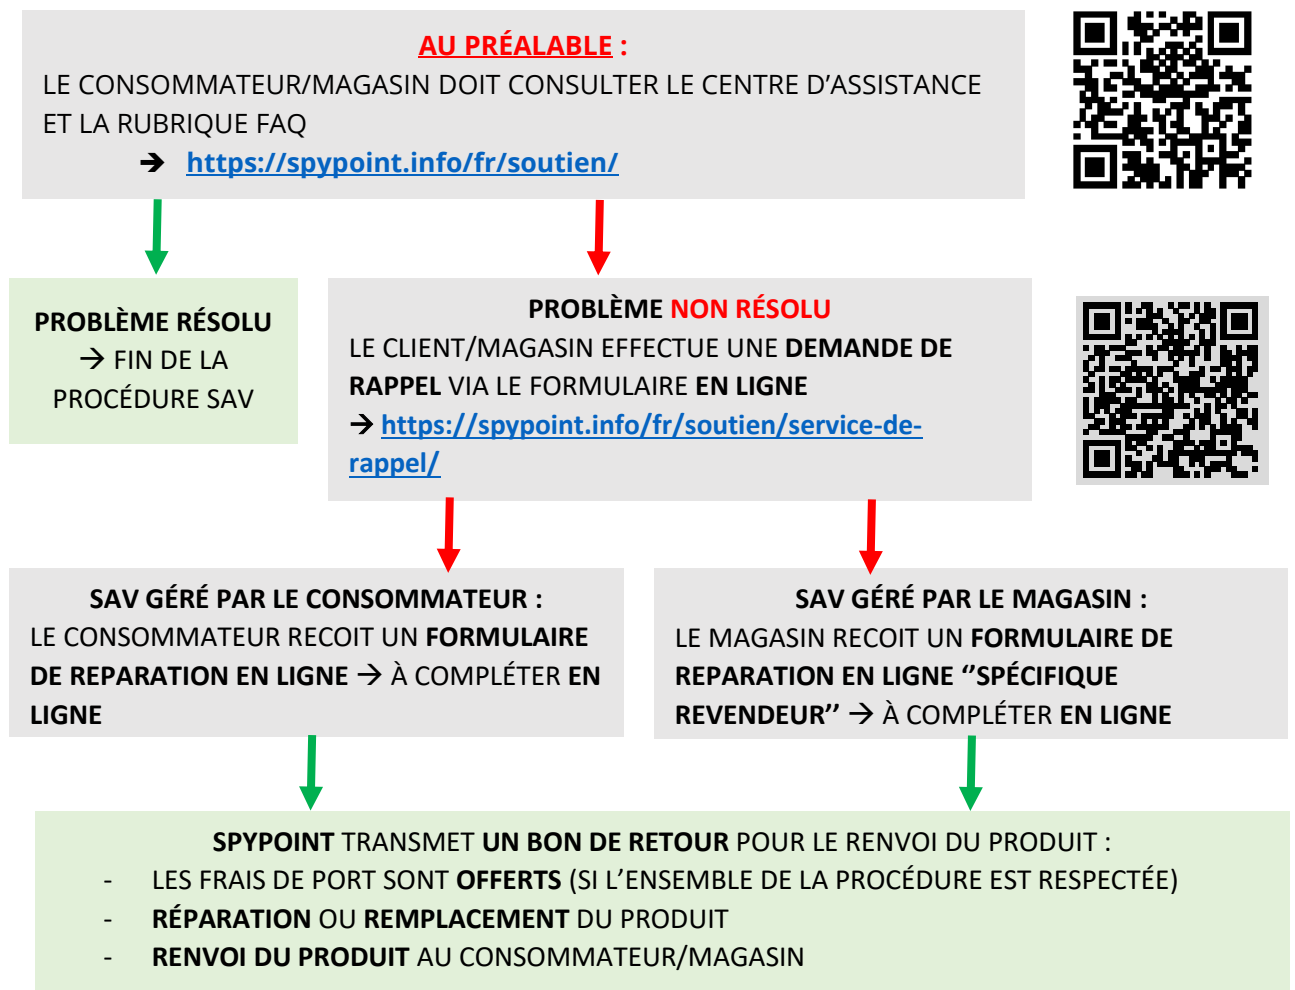 AU PRÉALABLE :
LE CONSOMMATEUR/MAGASIN DOIT CONSULTER LE CENTRE D’ASSISTANCE
ET LA RUBRIQUE FAQ
➔ https://spypoint.info/fr/soutien/
PROBLÈME RÉSOLU
→ FIN DE LA
PROCÉDURE SAV
PROBLÈME NON RÉSOLU
LE CLIENT/MAGASIN EFFECTUE UNE DEMANDE DE
RAPPEL VIA LE FORMULAIRE EN LIGNE
→ https://spypoint.info/fr/soutien/service-de-
rappel/
SAV GÉRÉ PAR LE CONSOMMATEUR :
LE CONSOMMATEUR RECOIT UN FORMULAIRE
DE REPARATION EN LIGNE → À COMPLÉTER EN
LIGNE
SAV GÉRÉ PAR LE MAGASIN :
LE MAGASIN RECOIT UN FORMULAIRE DE
REPARATION EN LIGNE ‘’SPÉCIFIQUE
REVENDEUR’’ → À COMPLÉTER EN LIGNE
SPYPOINT TRANSMET UN BON DE RETOUR POUR LE RENVOI DU PRODUIT :
- LES FRAIS DE PORT SONT OFFERTS (SI L’ENSEMBLE DE LA PROCÉDURE EST RESPECTÉE)
- RÉPARATION OU REMPLACEMENT DU PRODUIT
- RENVOI DU PRODUIT AU CONSOMMATEUR/MAGASIN